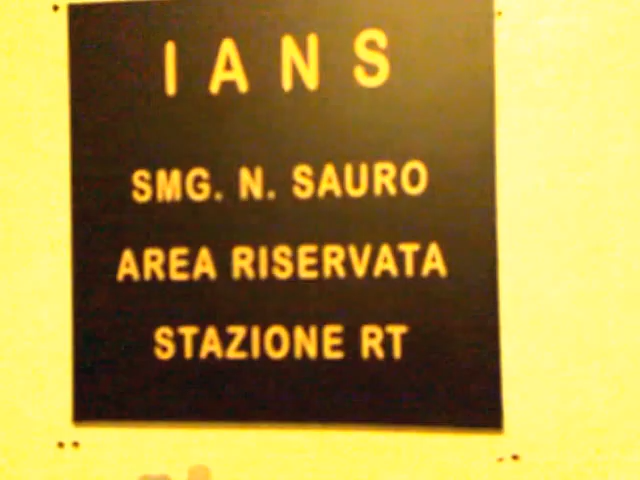 I A N S
SMG. N. SAURO
AREA RISERVATA
STAZIONE RT